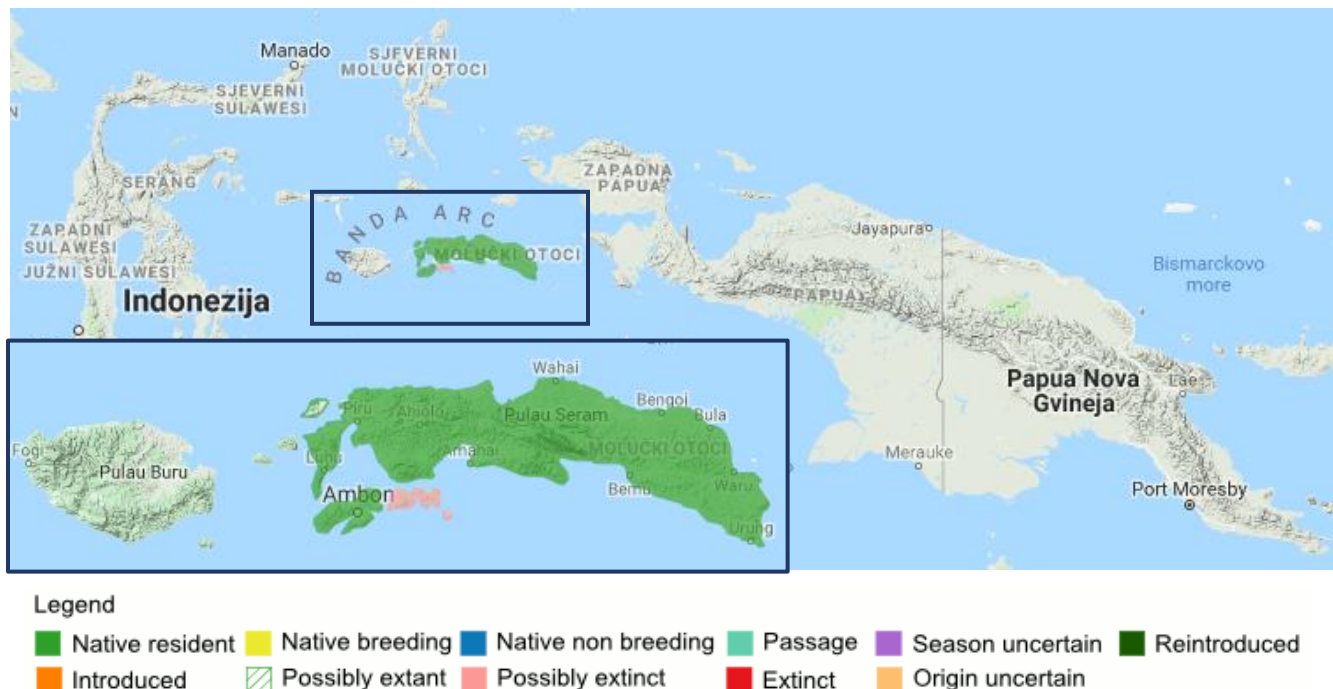 Manado
SJEVERNI
MOLUČKI OTOCI
SJEVERNI
SULAWESI
N
SERANG
ZAPADNA
PAPUA
BANDA ARC
ZAPADNI
SULAWESI
JUŽNI SULAWESI
MOLUČKI OTOCI
Jayapura
Indonezija
PAPUA
Bismarckovo
more
Papua Nova
Gvineja
Lae
Merauke
Port Moresby
Wahai
Bengoi
Bula
Piru
Ahiolo
Pulau Seram
Fogi
Pulau Buru
Luhu
Amahai
MOLUČKI OTOCI
Bemu
Waru
Ambon
Urung
Legend
Native resident Native breeding Native non breeding Passage Season uncertain Reintroduced
Introduced Possibly extant Possibly extinct Extinct Origin uncertain